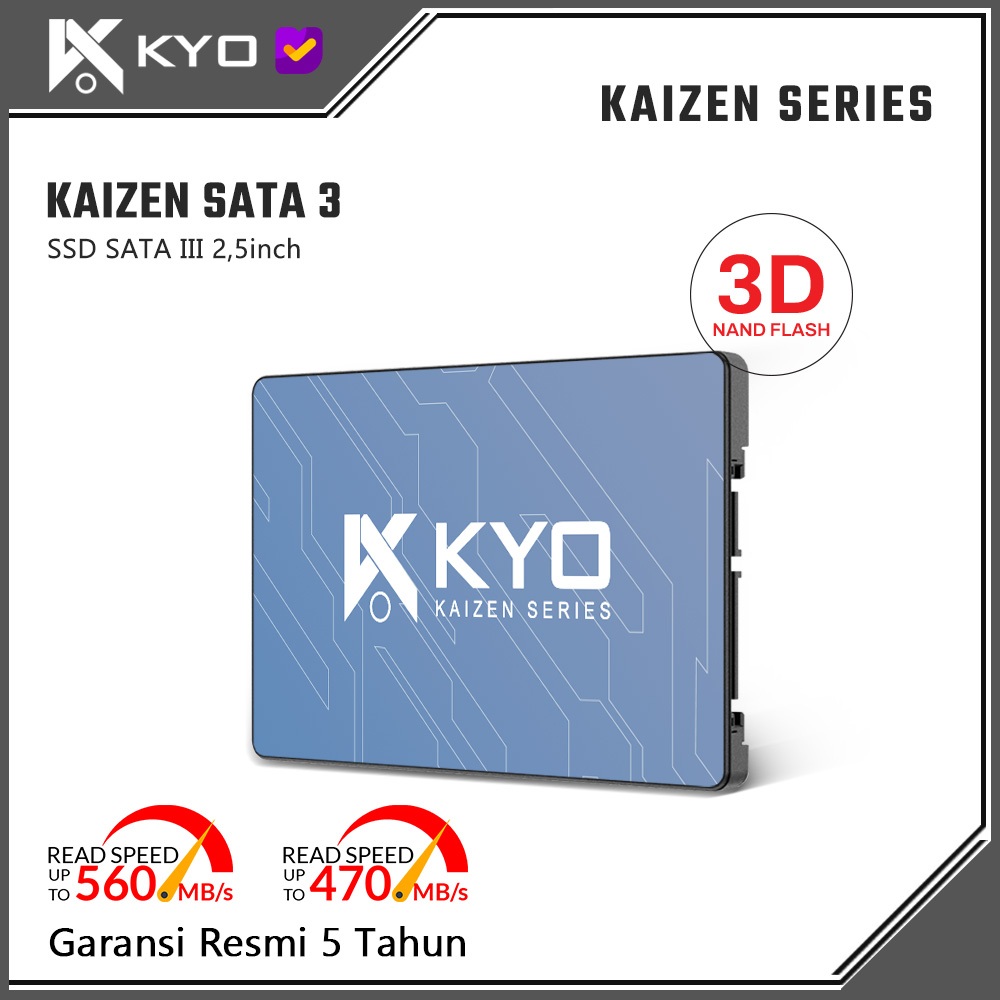 KYO
KAIZEN SERIES
KAIZEN SATA 3
SSD SATA III 2,5inch
3D
NAND FLASH
KYO
KAIZEN SERIES
READ SPEED
UP TO 560 MB/s
READ SPEED
UP TO 470 MB/s
Garansi Resmi 5 Tahun